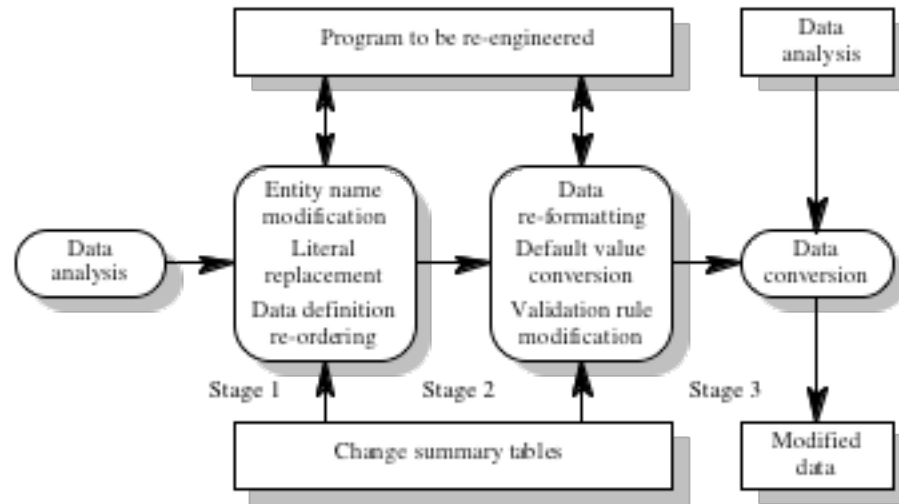 Program to be re-engineered
Data
analysis
Entity name
modification
Literal
replacement
Data definition
re-ordering
Data
re-formatting
Default value
conversion
Validation rule
modification
Data
analysis
Data
conversion
Stage 1
Stage 2
Stage 3
Change summary tables
Modified
data